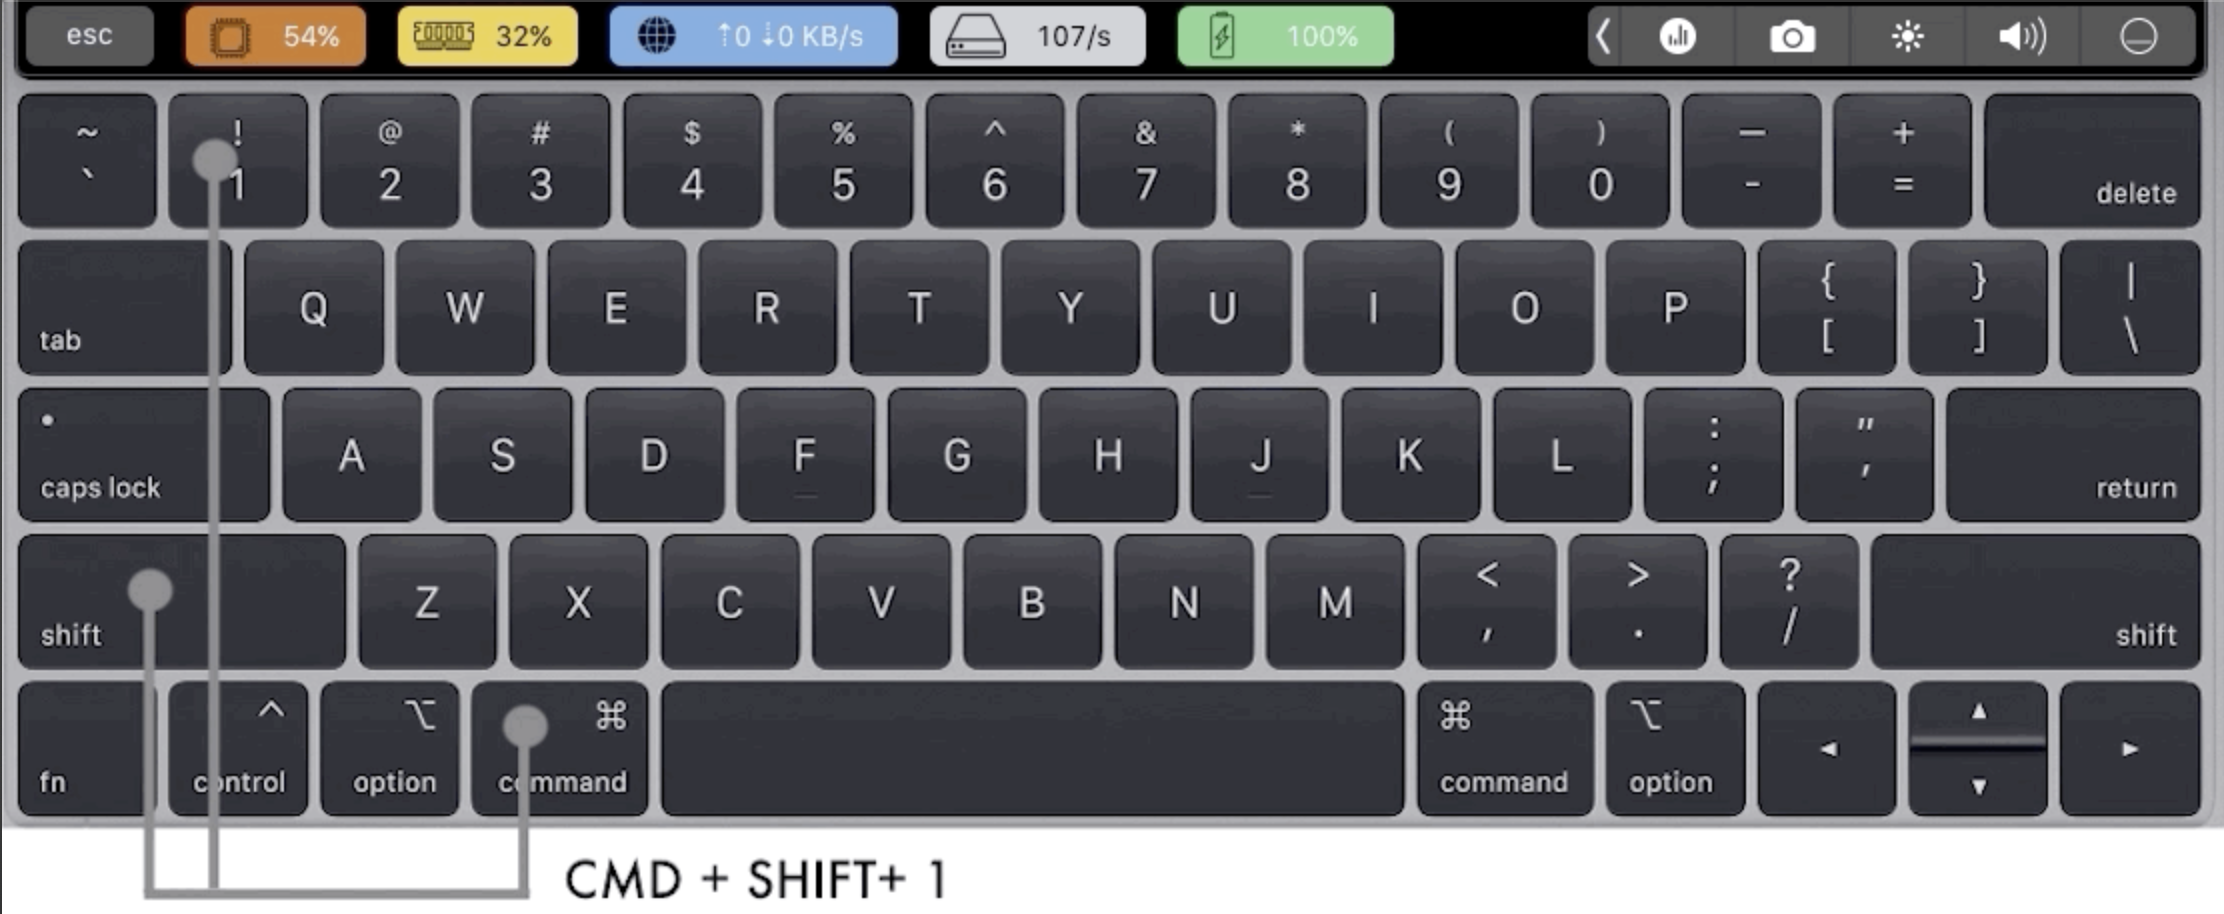 esc 54% 32% ↑0 ↓0 KB/s 107/s 100%
~ ! @ # $ % ^ & * ( ) — +
` 1 2 3 4 5 6 7 8 9 0 - = delete
tab Q W E R T Y U I O P { [ } ] | \
caps lock A S D F G H J K L : ; " ' return
shift Z X C V B N M < , > . ? / shift
fn ^ control ⌥ option ⌘ command ⌘ command ⌥ option ◀ ▲ ▼ ▶
CMD + SHIFT+ 1